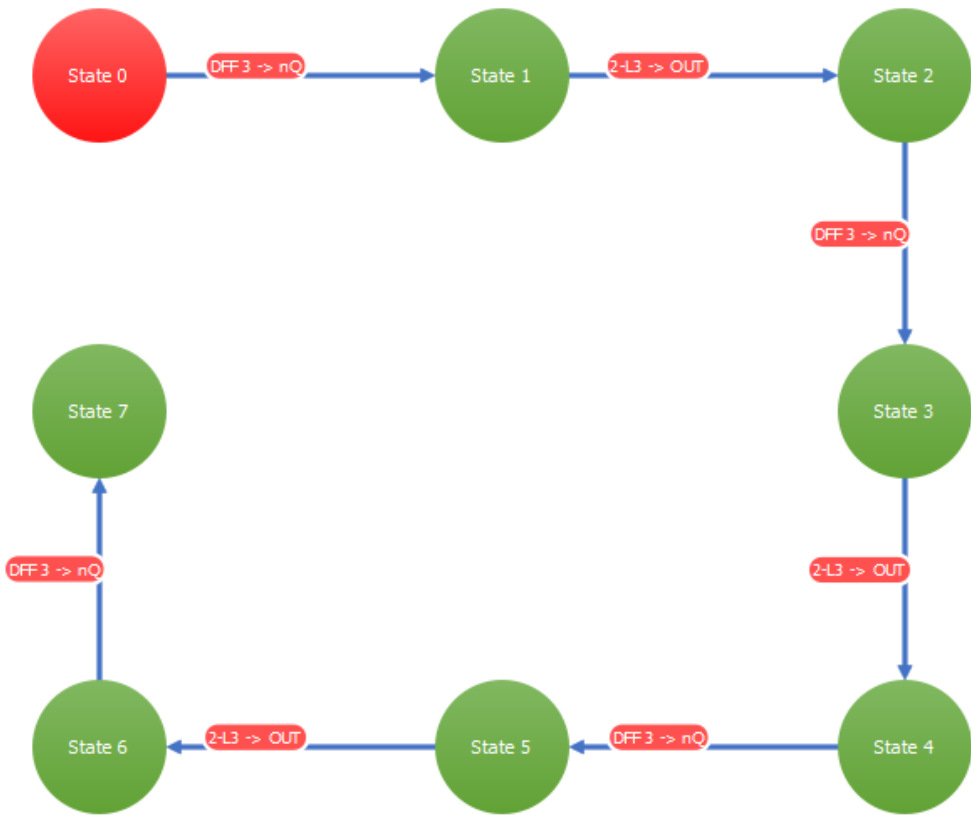 State 0
DFF 3 -> nQ
State 1
2-L3 -> OUT
State 2
DFF 3 -> nQ
State 3
2-L3 -> OUT
State 4
DFF 3 -> nQ
State 5
2-L3 -> OUT
State 6
DFF 3 -> nQ
State 7